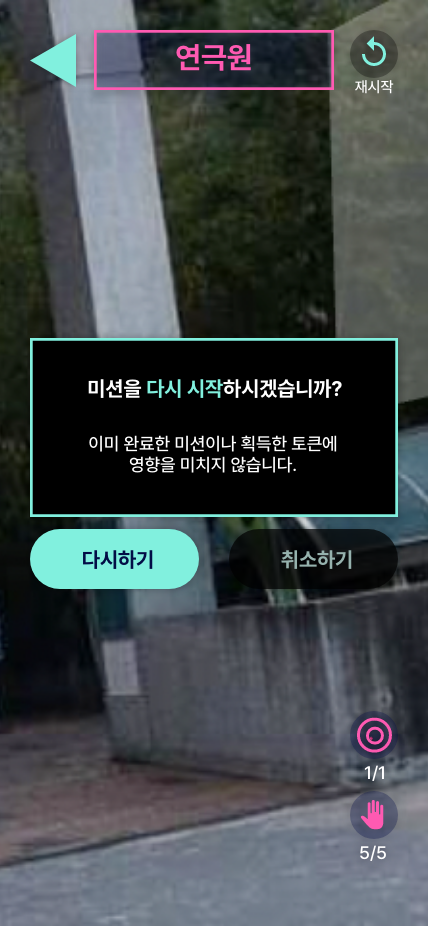 연극원
재시작
미션을 다시 시작하시겠습니까?
이미 완료한 미션이나 획득한 토큰에
영향을 미치지 않습니다.
다시하기
취소하기
1/1
5/5